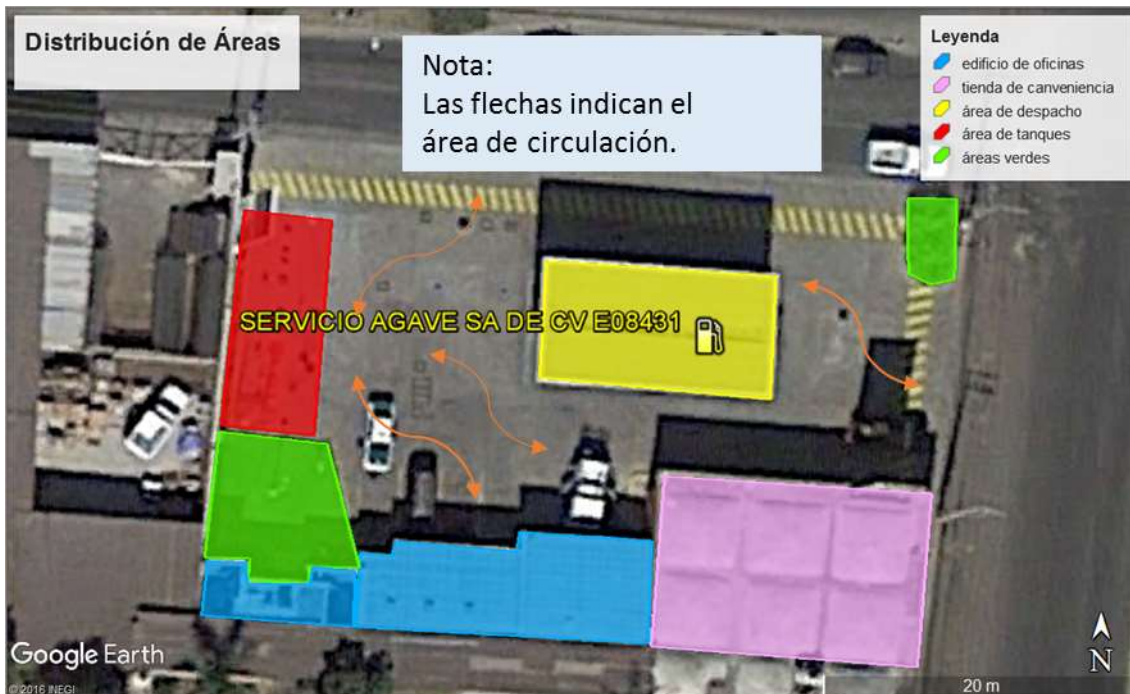 Distribución de Áreas
Nota:
Las flechas indican el
área de circulación.
Leyenda
edificio de oficinas
tienda de canveniencia
área de despacho
área de tanques
áreas verdes
SERVICIO AGAVE SA DE CV E08431
Google Earth
© 2016 INEGI
N
20 m